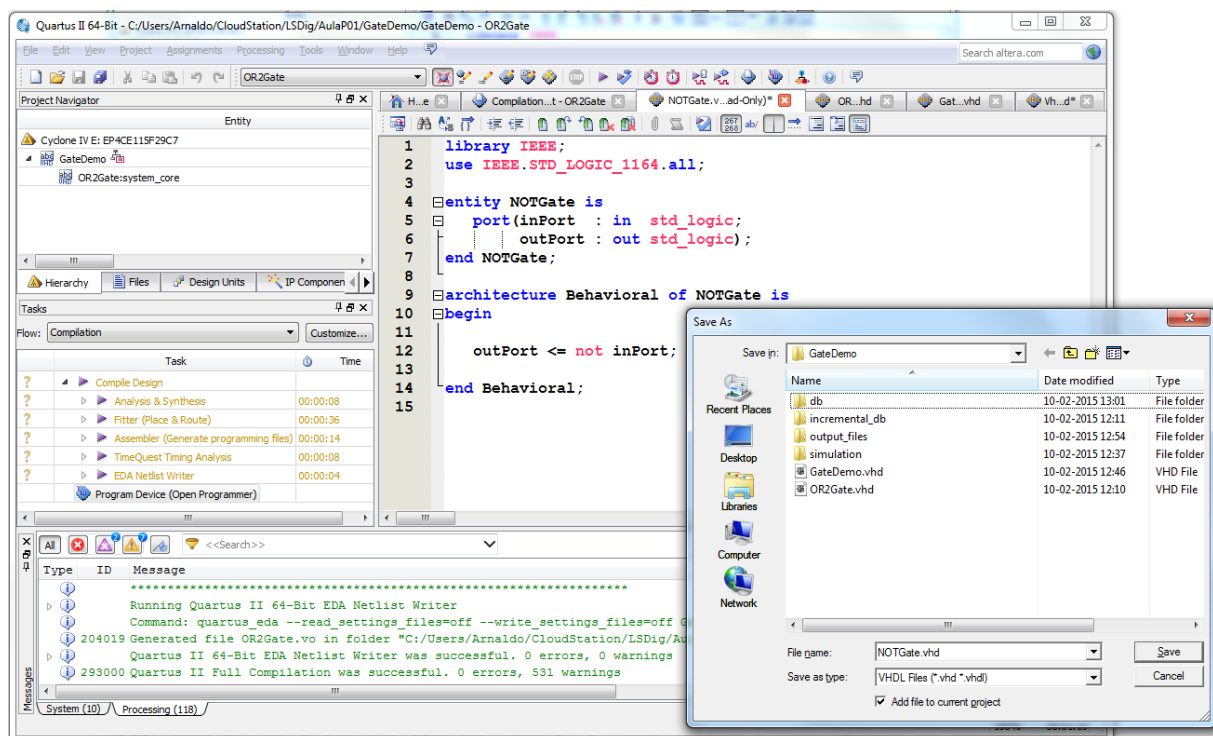 Quartus II 64-Bit - C:/Users/Arnaldo/CloudStation/LSDig/AulaP01/GateDemo/GateDemo - OR2Gate
File Edit View Project Assignments Processing Tools Window Help
Search altera.com
OR2Gate
Project Navigator
Entity
Cyclone IV E: EP4CE115F29C7
GateDemo
OR2Gate:system_core
Hierarchy Files Design Units IP Componen
Tasks
Flow: Compilation Customize...
Task Time
? Compile Design
? Analysis & Synthesis 00:00:08
? Fitter (Place & Route) 00:00:36
? Assembler (Generate programming files) 00:00:14
? TimeQuest Timing Analysis 00:00:08
? EDA Netlist Writer 00:00:04
Program Device (Open Programmer)
H...e Compilation...t - OR2Gate NOTGate.v...ad-Only)* OR...hd Gat...vhd Vh...d*
267
268 ab/
1 library IEEE;
2 use IEEE.STD_LOGIC_1164.all;
3
4 entity NOTGate is
5 port(inPort : in std_logic;
6 outPort : out std_logic);
7 end NOTGate;
8
9 architecture Behavioral of NOTGate is
10 begin
11
12 outPort <= not inPort;
13
14 end Behavioral;
15
All <<Search>>
Type ID Message
Running Quartus II 64-Bit EDA Netlist Writer
Command: quartus_eda --read_settings_files=off --write_settings_files=off
204019 Generated file OR2Gate.vo in folder "C:/Users/Arnaldo/CloudStation/LSDig/Au
Quartus II 64-Bit EDA Netlist Writer was successful. 0 errors, 0 warnings
293000 Quartus II Full Compilation was successful. 0 errors, 531 warnings
Messages
System (10) Processing (118)
Save As
Save in: GateDemo
Recent Places
Desktop
Libraries
Computer
Network
Name Date modified Type
db 10-02-2015 13:01 File folder
incremental_db 10-02-2015 12:11 File folder
output_files 10-02-2015 12:54 File folder
simulation 10-02-2015 12:37 File folder
GateDemo.vhd 10-02-2015 12:46 VHD File
OR2Gate.vhd 10-02-2015 12:10 VHD File
File name: NOTGate.vhd Save
Save as type: VHDL Files (*.vhd *.vhdl) Cancel
Add file to current project